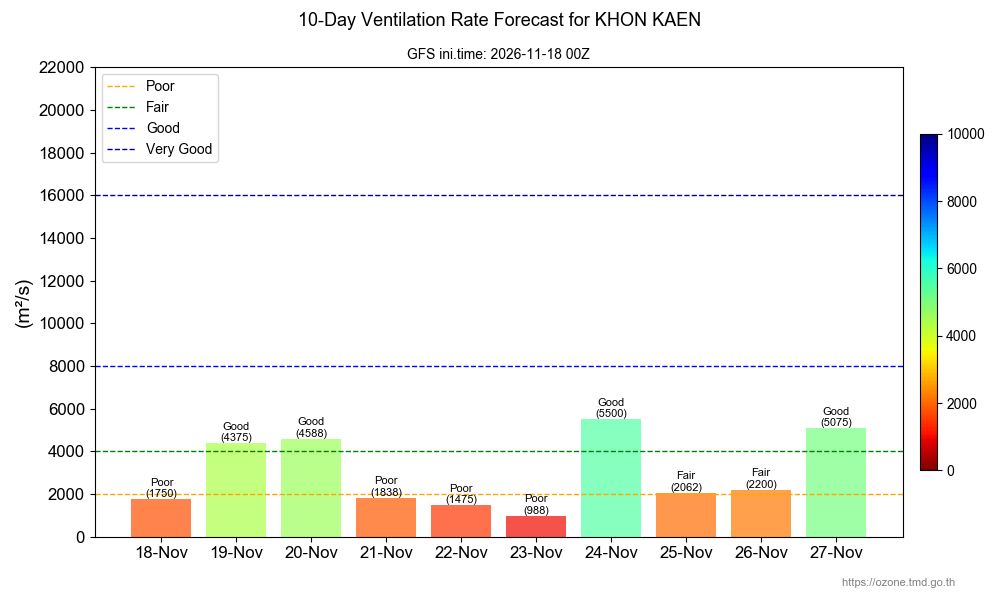 10-Day Ventilation Rate Forecast for KHON KAEN
GFS ini.time: 2026-11-18 00Z
(m²/s)
22000
20000
18000
16000
14000
12000
10000
8000
6000
4000
2000
0
Poor
Fair
Good
Very Good
Poor
(1750)
Good
(4375)
Good
(4588)
Poor
(1838)
Poor
(1475)
Poor
(988)
Good
(5500)
Fair
(2062)
Fair
(2200)
Good
(5075)
18-Nov 19-Nov 20-Nov 21-Nov 22-Nov 23-Nov 24-Nov 25-Nov 26-Nov 27-Nov
10000
8000
6000
4000
2000
0
https://ozone.tmd.go.th